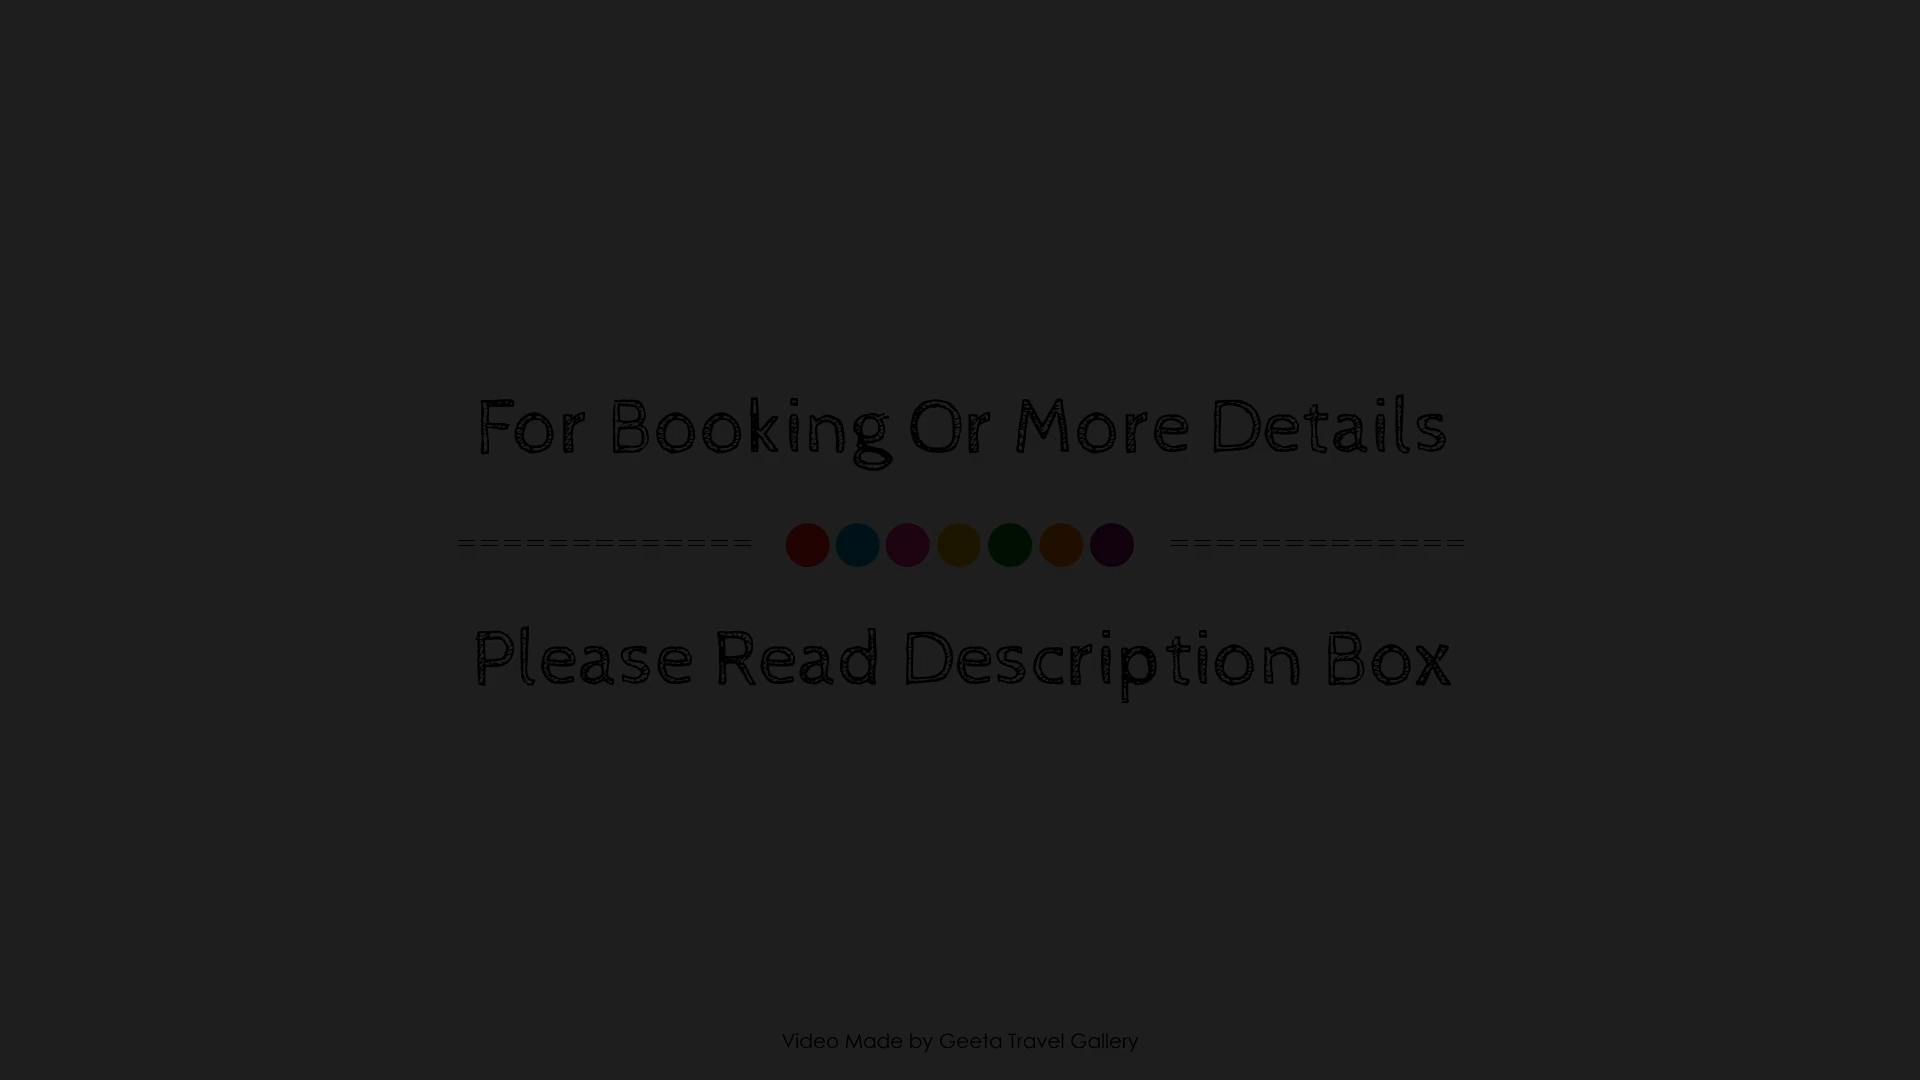 For Booking Or More Details
============= =============
Please Read Description Box
Video Made by Geeta Travel Gallery